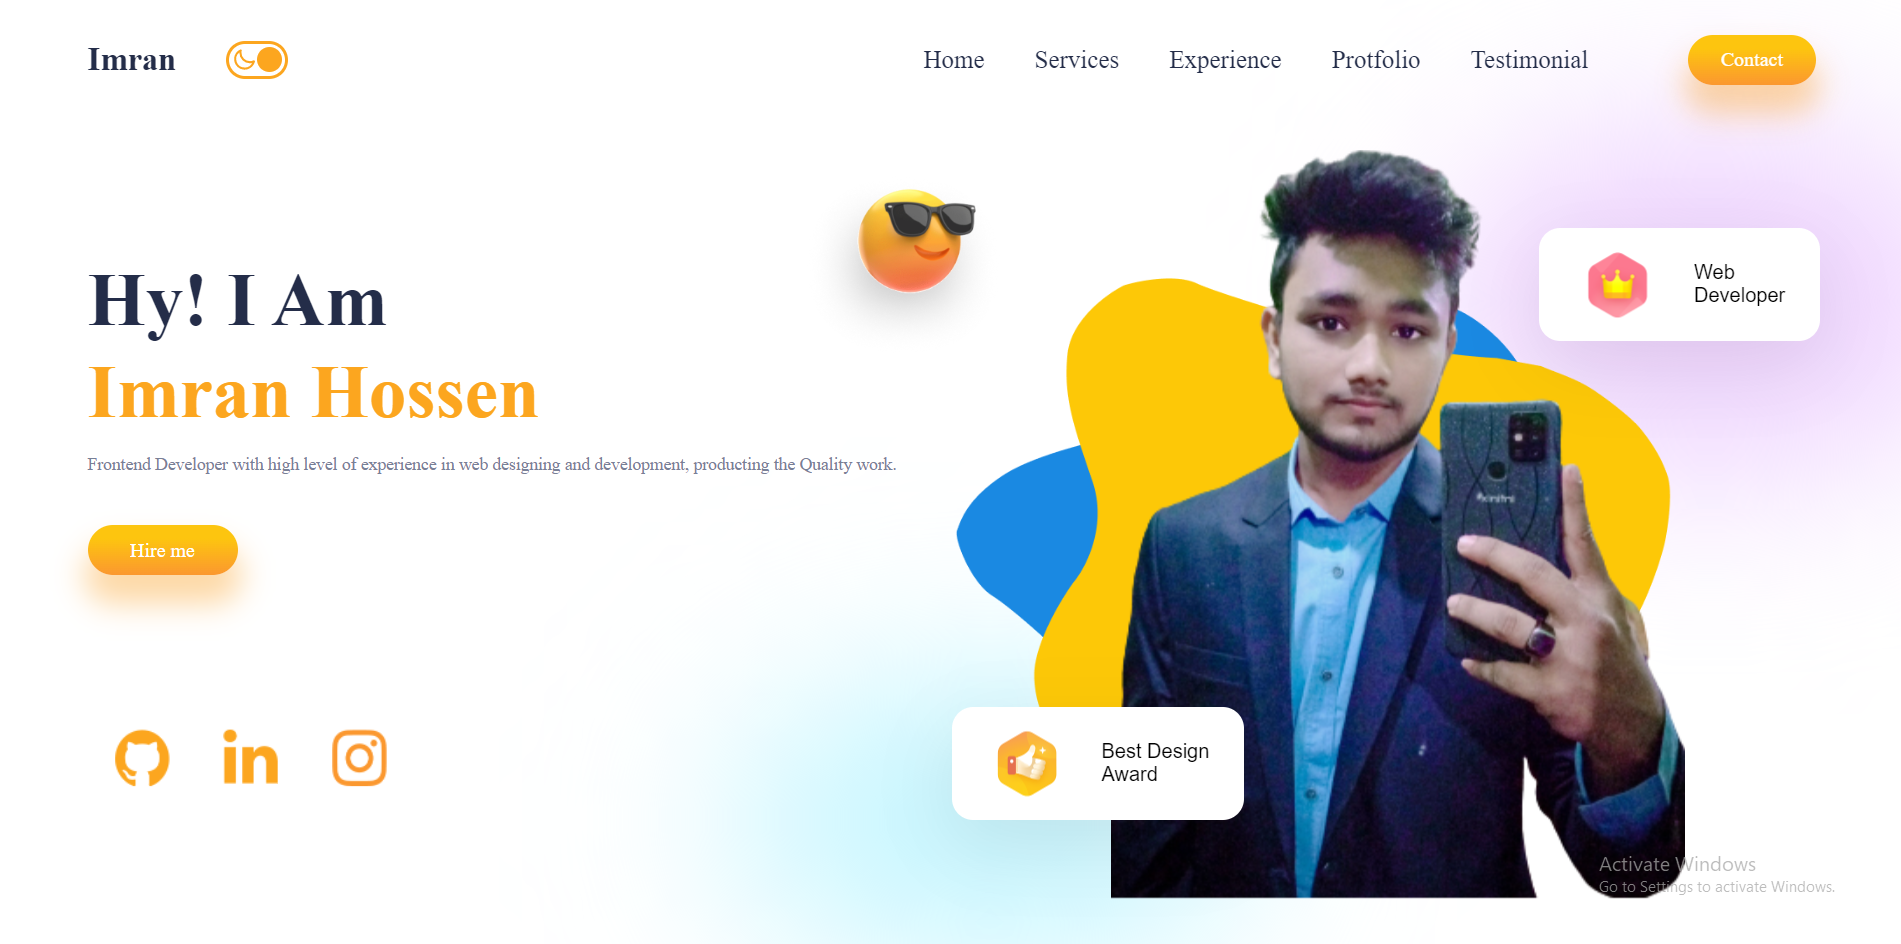 Imran
Home Services Experience Protfolio Testimonial Contact
Hy! I Am
Imran Hossen
Frontend Developer with high level of experience in web designing and development, producting the Quality work.
Hire me
Web
Developer
Best Design
Award
Activate Windows
Go to Settings to activate Windows.